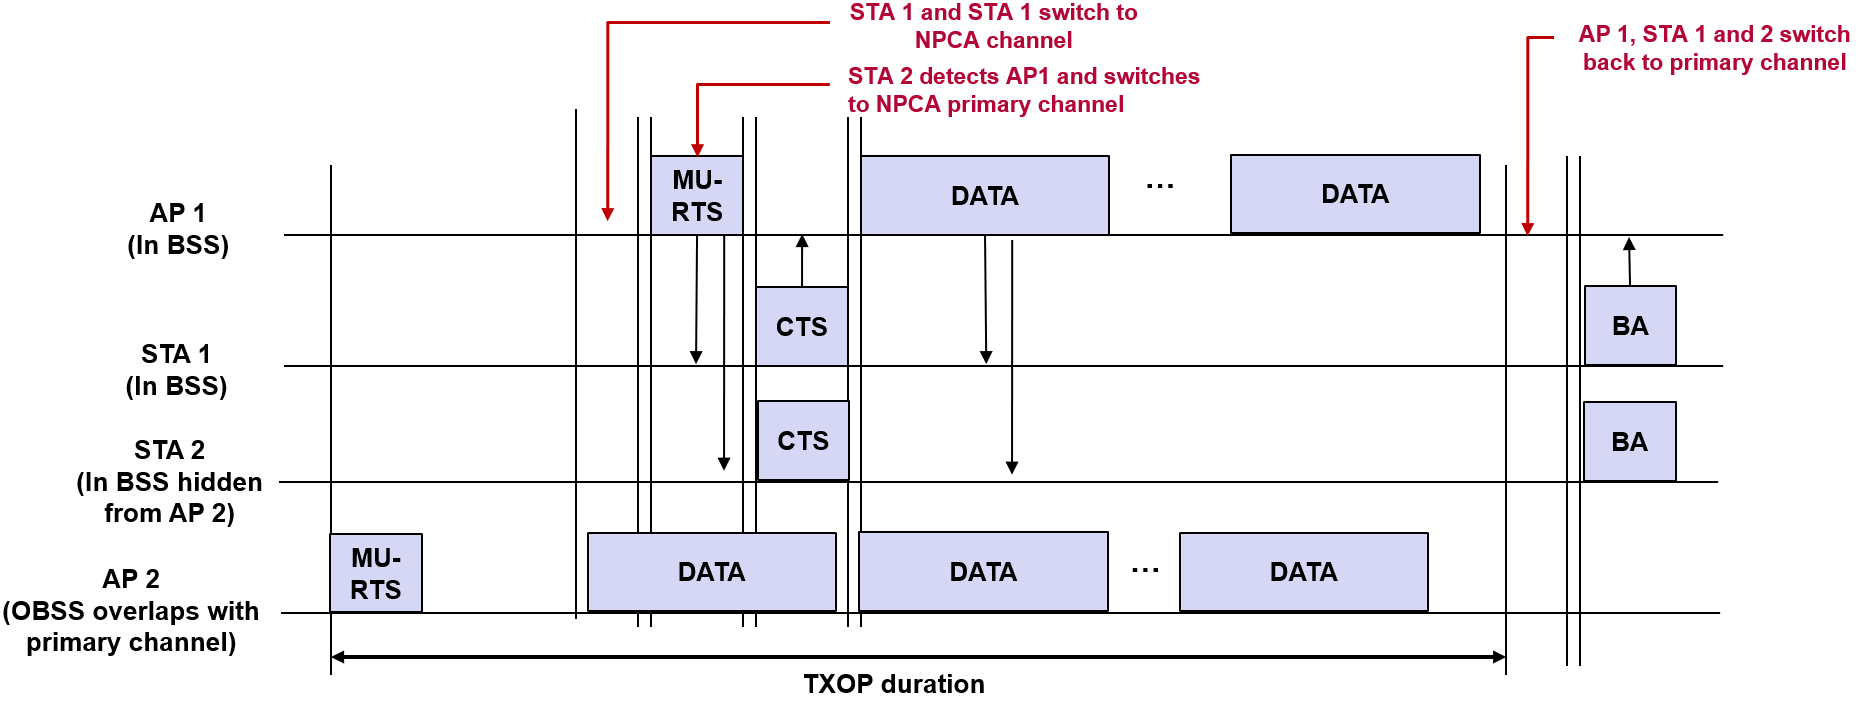 STA 1 and STA 1 switch to
NPCA channel
AP 1, STA 1 and 2 switch
back to primary channel
STA 2 detects AP1 and switches
to NPCA primary channel
MU-
RTS
DATA
...
DATA
AP 1
(In BSS)
CTS
BA
STA 1
(In BSS)
CTS
BA
STA 2
(In BSS hidden
from AP 2)
MU-
RTS
DATA
DATA
...
DATA
AP 2
(OBSS overlaps with
primary channel)
TXOP duration